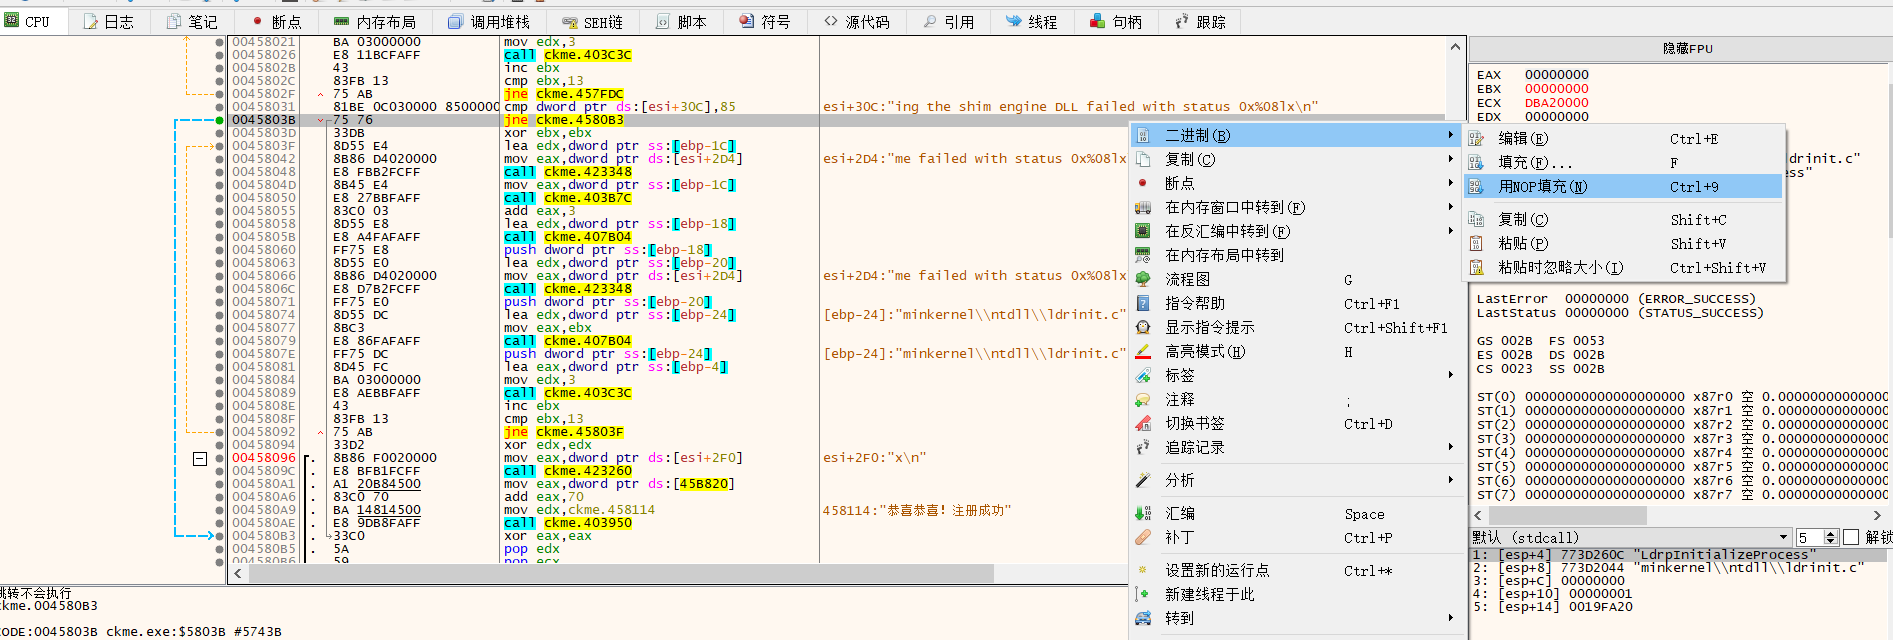 CPU 日志 笔记 断点 内存布局 调用堆栈 SEH链 脚本 符号 源代码 引用 线程 句柄 跟踪
00458021 BA 03000000 mov edx,3
00458026 E8 11BCFAFF call ckme.403C3C
0045802B 43 inc ebx
0045802C 83FB 13 cmp ebx,13
0045802F 75 AB jne ckme.457FDC
00458031 81BE 0C030000 8500000 cmp dword ptr ds:[esi+30C],85 esi+30C:"ing the shim engine DLL failed with status 0x%08lx\n"
0045803B 75 76 jne ckme.4580B3
0045803D 33DB xor ebx,ebx
0045803F 8D55 E4 lea edx,dword ptr ss:[ebp-1C]
00458042 8B86 D4020000 mov eax,dword ptr ds:[esi+2D4] esi+2D4:"me failed with status 0x%08lx
00458048 E8 FBB2FCFF call ckme.423348
0045804D 8B45 E4 mov eax,dword ptr ss:[ebp-1C]
00458050 E8 27BBFAFF call ckme.403B7C
00458055 83C0 03 add eax,3
00458058 8D55 E8 lea edx,dword ptr ss:[ebp-18]
0045805B E8 A4FAFAFF call ckme.407B04
00458060 FF75 E8 push dword ptr ss:[ebp-18]
00458063 8D55 E0 lea edx,dword ptr ss:[ebp-20]
00458066 8B86 D4020000 mov eax,dword ptr ds:[esi+2D4] esi+2D4:"me failed with status 0x%08lx
0045806C E8 D7B2FCFF call ckme.423348
00458071 FF75 E0 push dword ptr ss:[ebp-20]
00458074 8D55 DC lea edx,dword ptr ss:[ebp-24] [ebp-24]:"minkernel\\ntdll\\ldrinit.c"
00458077 8BC3 mov eax,ebx
00458079 E8 86FAFAFF call ckme.407B04
0045807E FF75 DC push dword ptr ss:[ebp-24] [ebp-24]:"minkernel\\ntdll\\ldrinit.c"
00458081 8D45 FC lea eax,dword ptr ss:[ebp-4]
00458084 BA 03000000 mov edx,3
00458089 E8 AEBBFAFF call ckme.403C3C
0045808E 43 inc ebx
0045808F 83FB 13 cmp ebx,13
00458092 75 AB jne ckme.45803F
00458094 33D2 xor edx,edx
00458096 8B86 F0020000 mov eax,dword ptr ds:[esi+2F0] esi+2F0:"x\n"
0045809C E8 BFB1FCFF call ckme.423260
004580A1 A1 20B84500 mov eax,dword ptr ds:[45B820]
004580A6 83C0 70 add eax,70
004580A9 BA 14814500 mov edx,ckme.458114 458114:"恭喜恭喜! 注册成功"
004580AE E8 9DB8FAFF call ckme.403950
004580B3 33C0 xor eax,eax
004580B5 5A pop edx
004580B6 59 pop ecx
跳转不会执行
ckme.004580B3
CODE:0045803B ckme.exe:$5803B #5743B
二进制(B)
复制(C)
断点
在内存窗口中转到(F)
在反汇编中转到(F)
在内存布局中转到
流程图 G
指令帮助 Ctrl+F1
显示指令提示 Ctrl+Shift+F1
高亮模式(H) H
标签
注释 ;
切换书签 Ctrl+D
追踪记录
分析
汇编 Space
补丁 Ctrl+P
设置新的运行点 Ctrl+*
新建线程于此
转到
编辑(E) Ctrl+E
填充(F)... F
用NOP填充(N) Ctrl+9
复制(C) Shift+C
粘贴(P) Shift+V
粘贴时忽略大小(I) Ctrl+Shift+V
隐藏FPU
EAX 00000000
EBX 00000000
ECX DBA20000
EDX 00000000
ldrinit.c"
LastError 00000000 (ERROR_SUCCESS)
LastStatus 00000000 (STATUS_SUCCESS)
GS 002B FS 0053
ES 002B DS 002B
CS 0023 SS 002B
ST(0) 00000000000000000000 x87r0 空 0.00000000000000
ST(1) 00000000000000000000 x87r1 空 0.00000000000000
ST(2) 00000000000000000000 x87r2 空 0.00000000000000
ST(3) 00000000000000000000 x87r3 空 0.00000000000000
ST(4) 00000000000000000000 x87r4 空 0.00000000000000
ST(5) 00000000000000000000 x87r5 空 0.00000000000000
ST(6) 00000000000000000000 x87r6 空 0.00000000000000
ST(7) 00000000000000000000 x87r7 空 0.00000000000000
默认 (stdcall) 5 解锁
1: [esp+4] 773D260C "LdrpInitializeProcess"
2: [esp+8] 773D2044 "minkernel\\ntdll\\ldrinit.c"
3: [esp+C] 00000000
4: [esp+10] 00000001
5: [esp+14] 0019FA20